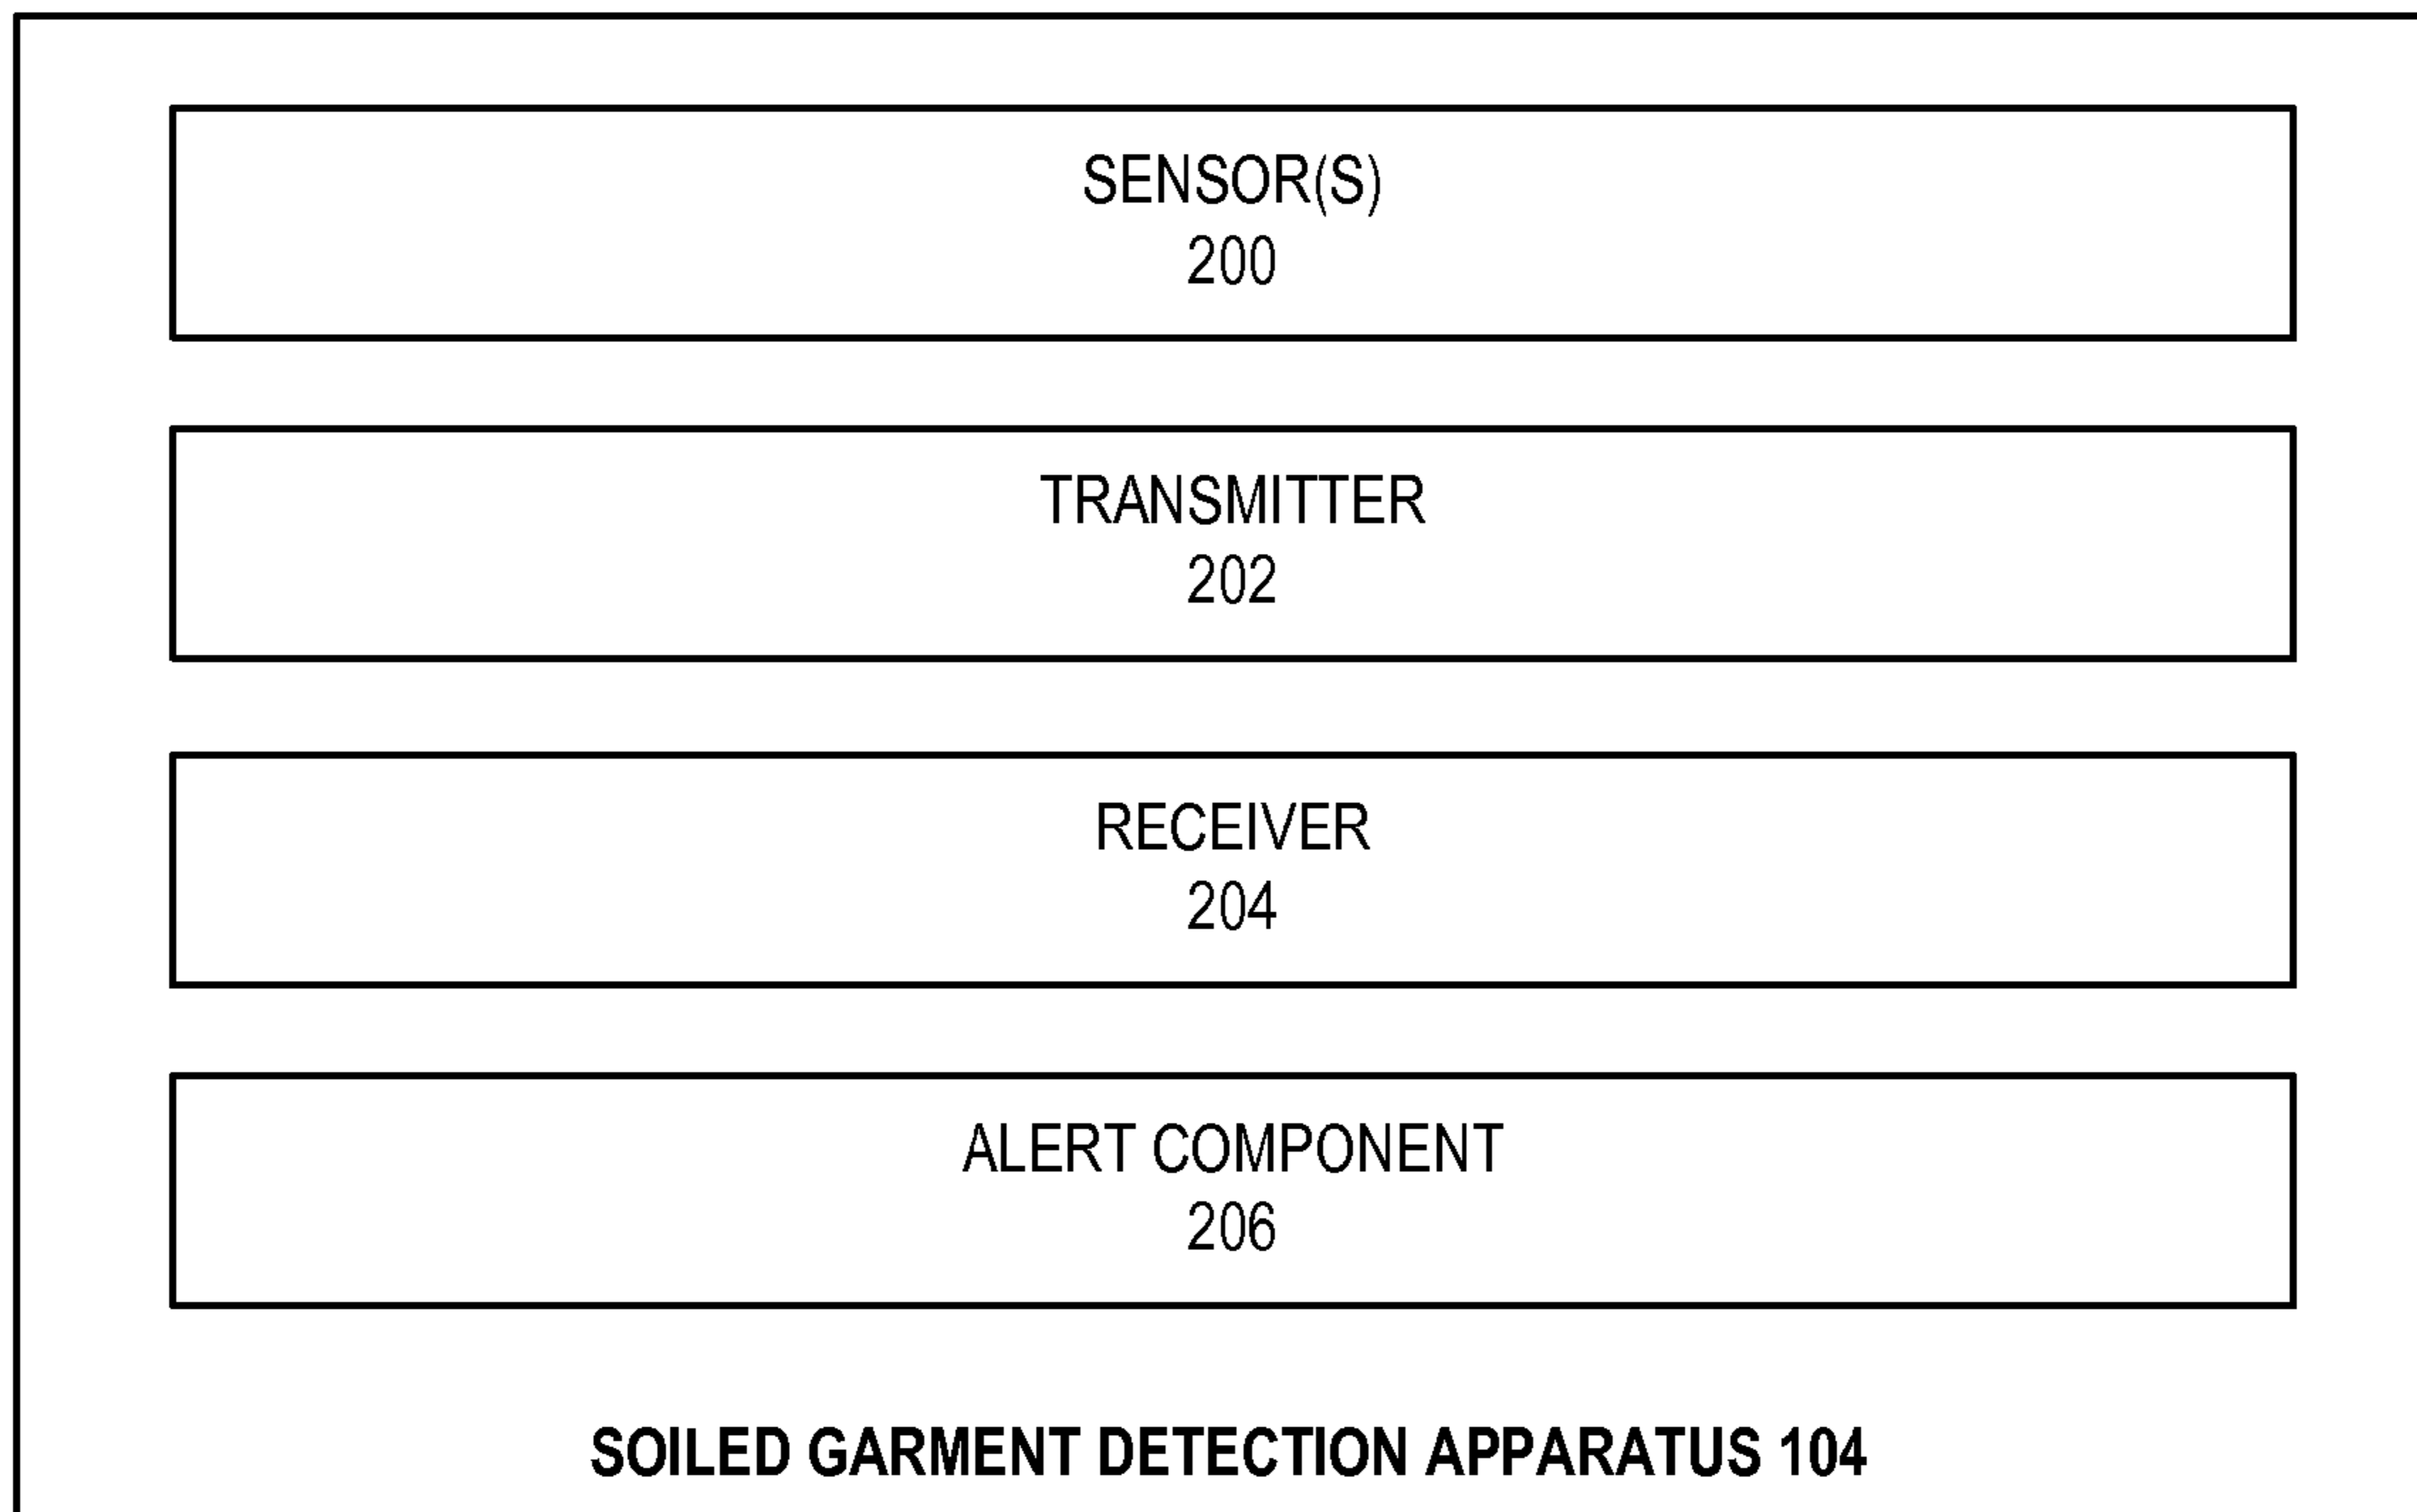 SENSOR(S)
200
TRANSMITTER
202
RECEIVER
204
ALERT COMPONENT
206
SOILED GARMENT DETECTION APPARATUS 104